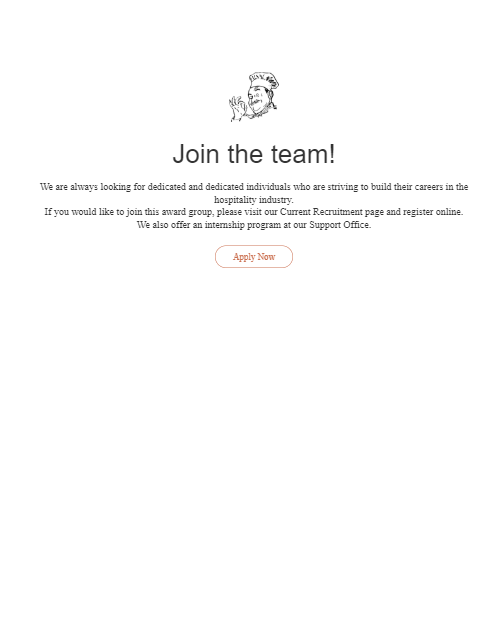 Join the team!
We are always looking for dedicated and dedicated individuals who are striving to build their careers in the
hospitality industry.
If you would like to join this award group, please visit our Current Recruitment page and register online.
We also offer an internship program at our Support Office.
Apply Now